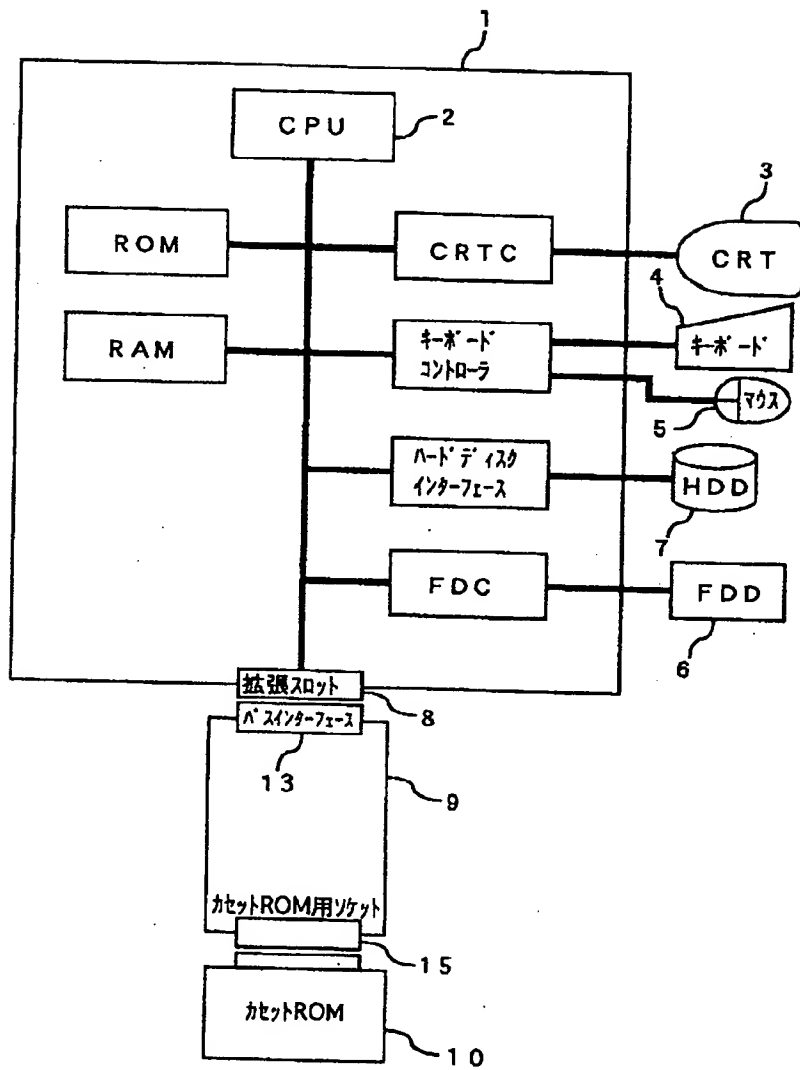 1
CPU
2
3
ROM
CRTC
CRT
4
RAM
キーボード
コントローラ
キーボード
マウス
5
ハードディスク
インターフェース
HDD
7
FDC
FDD
6
拡張スロット
8
バスインターフェース
13
9
カセットROM用ソケット
15
カセットROM
10